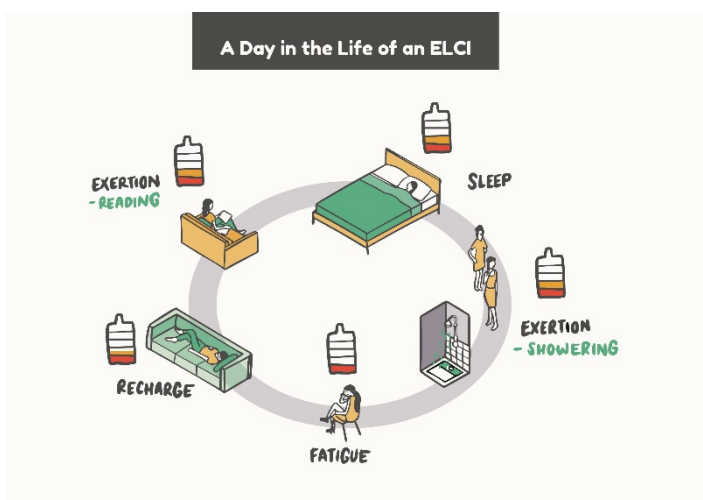 A Day in the Life of an ELCI
SLEEP
EXERTION
- SHOWERING
FATIGUE
RECHARGE
EXERTION
- READING